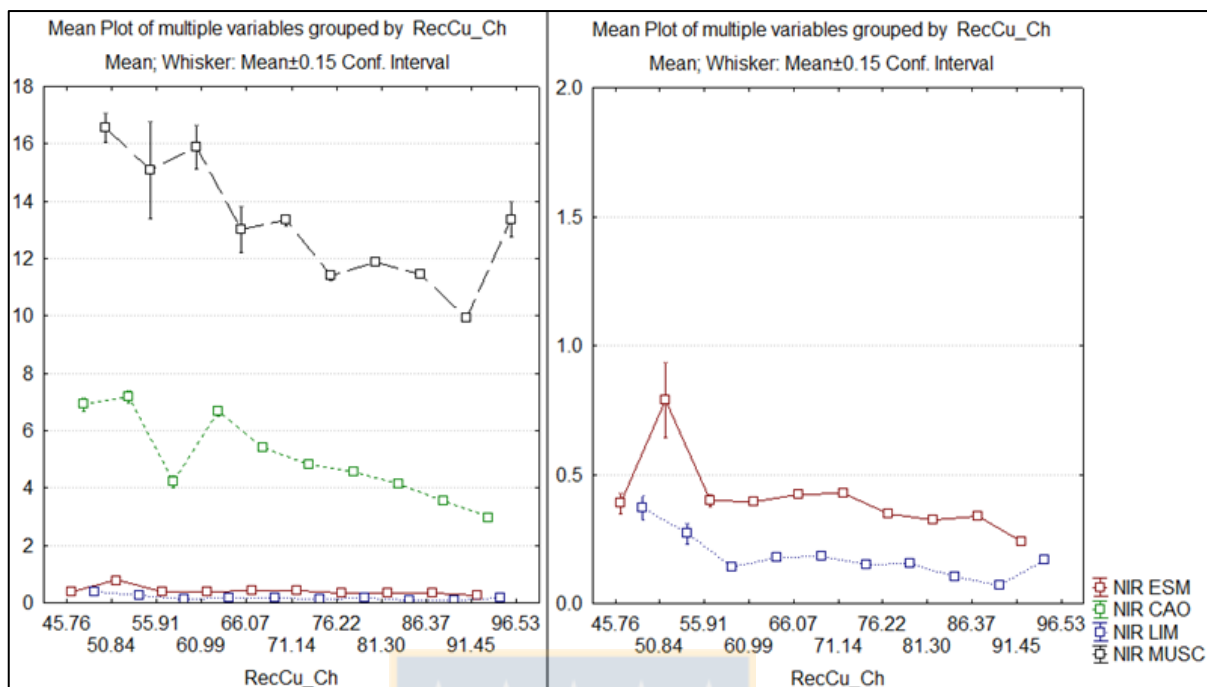 Mean Plot of multiple variables grouped by RecCu_Ch
Mean; Whisker: Mean±0.15 Conf. Interval
18
16
14
12
10
8
6
4
2
0
45.76 55.91 66.07 76.22 86.37 96.53
50.84 60.99 71.14 81.30 91.45
RecCu_Ch
Mean Plot of multiple variables grouped by RecCu_Ch
Mean; Whisker: Mean±0.15 Conf. Interval
2.0
1.5
1.0
0.5
0.0
45.76 55.91 66.07 76.22 86.37 96.53
50.84 60.99 71.14 81.30 91.45
RecCu_Ch
NIR ESM
NIR CAO
NIR LIM
NIR MUSC